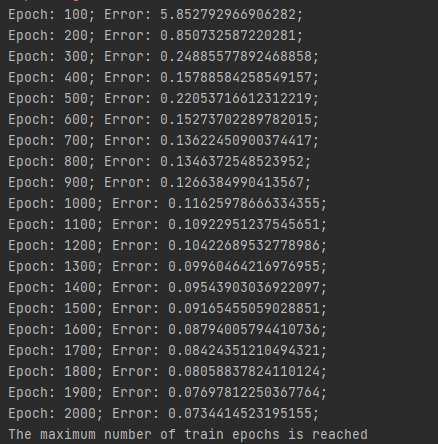 Epoch: 100; Error: 5.852792966906282;
Epoch: 200; Error: 0.850732587220281;
Epoch: 300; Error: 0.24885577892468858;
Epoch: 400; Error: 0.15788584258549157;
Epoch: 500; Error: 0.22053716612312219;
Epoch: 600; Error: 0.15273702289782015;
Epoch: 700; Error: 0.13622450900374417;
Epoch: 800; Error: 0.1346372548523952;
Epoch: 900; Error: 0.1266384990413567;
Epoch: 1000; Error: 0.11625978666334355;
Epoch: 1100; Error: 0.10922951237545651;
Epoch: 1200; Error: 0.10422689532778986;
Epoch: 1300; Error: 0.09960464216976955;
Epoch: 1400; Error: 0.09543903036922097;
Epoch: 1500; Error: 0.09165455059028851;
Epoch: 1600; Error: 0.08794005794410736;
Epoch: 1700; Error: 0.08424351210494321;
Epoch: 1800; Error: 0.08058837824110124;
Epoch: 1900; Error: 0.07697812250367764;
Epoch: 2000; Error: 0.0734414523195155;
The maximum number of train epochs is reached